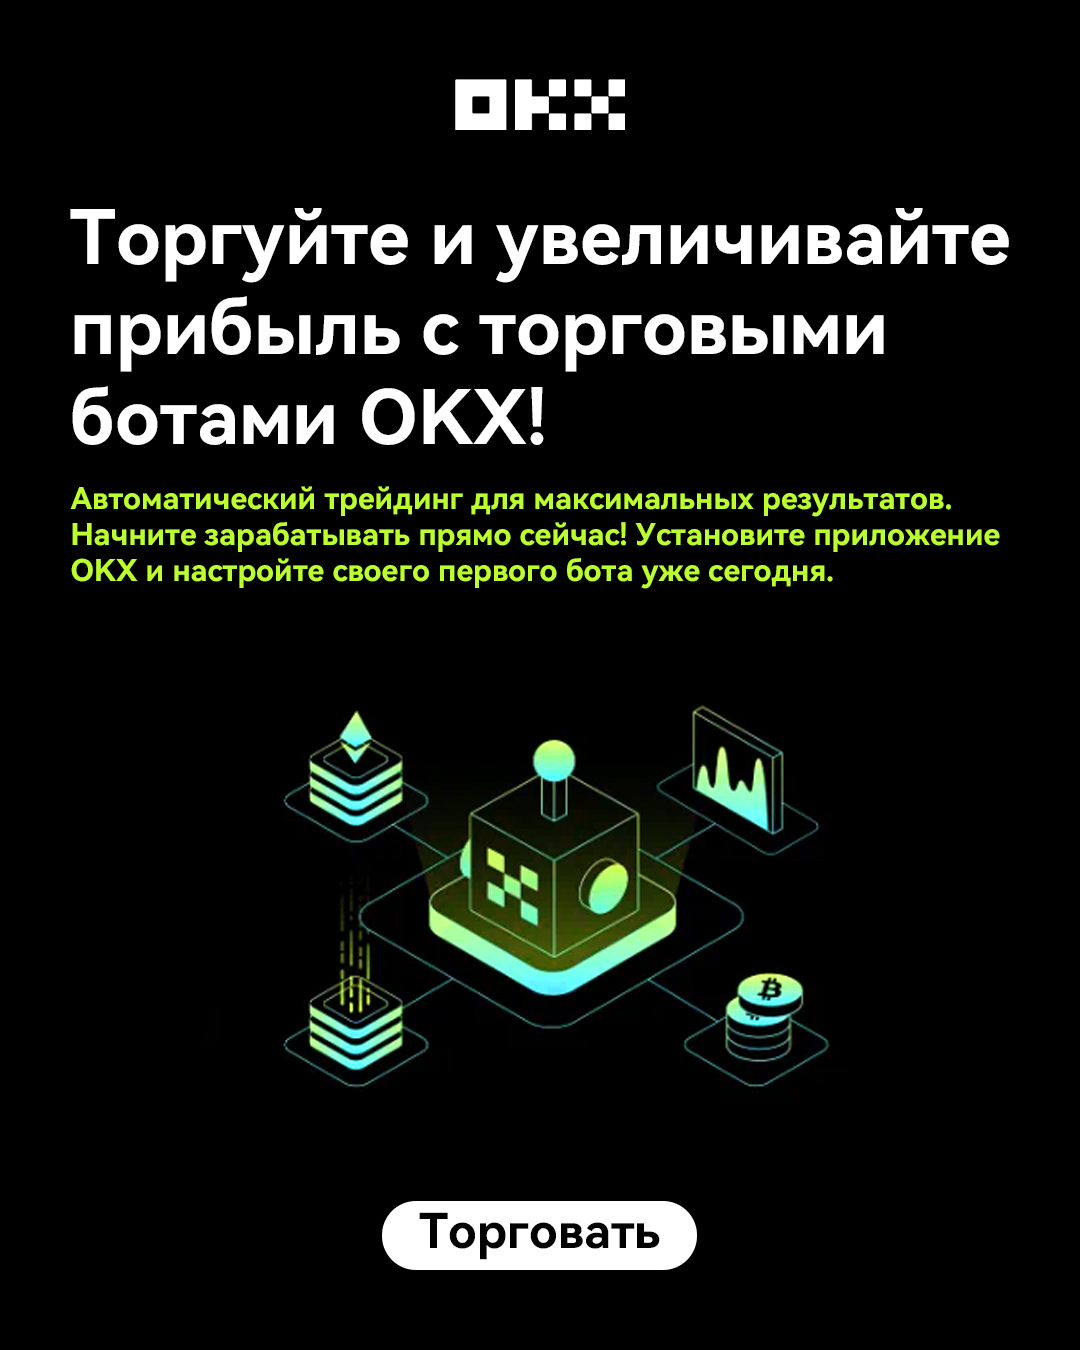 OKX
Торгуйте и увеличивайте
прибыль с торговыми
ботами OKX!
Автоматический трейдинг для максимальных результатов.
Начните зарабатывать прямо сейчас! Установите приложение
OKX и настройте своего первого бота уже сегодня.
Торговать